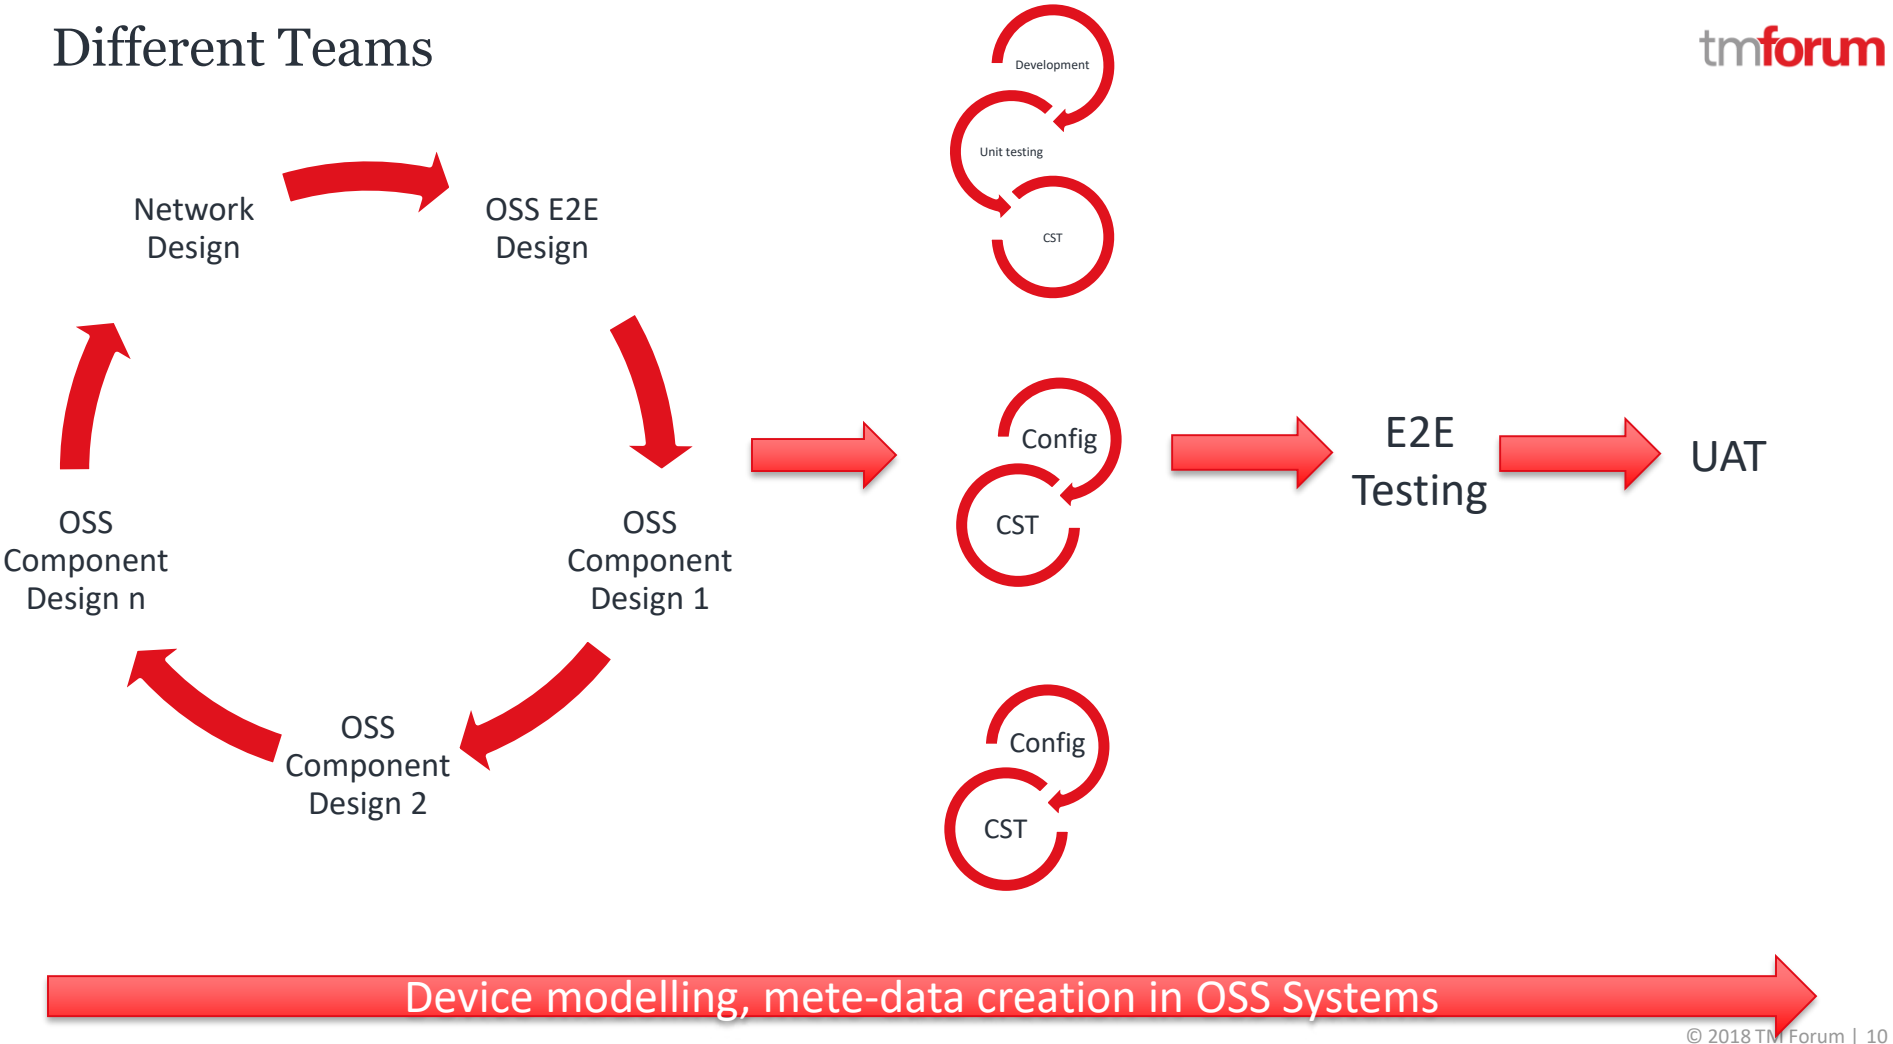 Different Teams
tmforum
Network
Design
OSS E2E
Design
OSS
Component
Design 1
OSS
Component
Design 2
OSS
Component
Design n
Development
Unit testing
CST
Config
CST
Config
CST
E2E
Testing
UAT
Device modelling, mete-data creation in OSS Systems
© 2018 TM Forum | 10